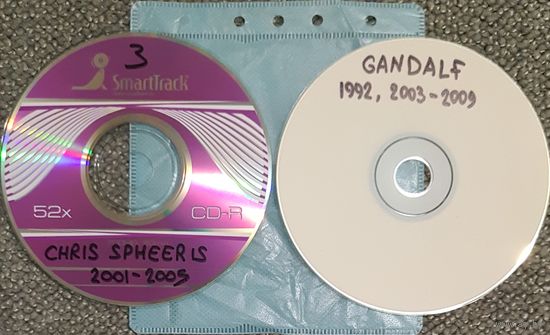 3
SmartTrack
52x
CD-R
CHRIS SPHEERIS
2001-2005
GANDALF
1992, 2003-2009